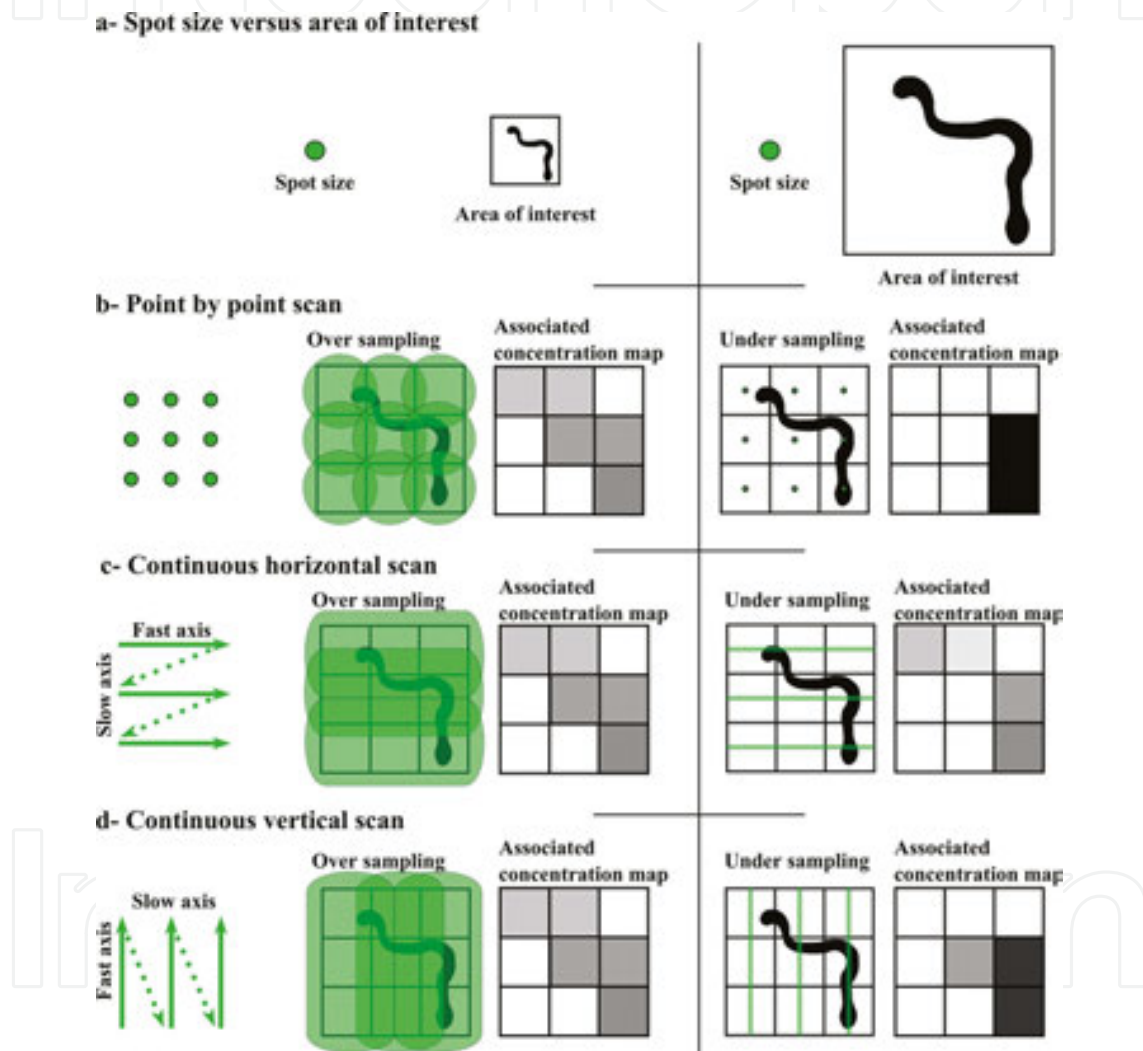 a- Spot size versus area of interest
Spot size
Area of interest
Spot size
Area of interest
b- Point by point scan
Over sampling
Associated
concentration map
Under sampling
Associated
concentration map
c- Continuous horizontal scan
Fast axis
Slow axis
Over sampling
Associated
concentration map
Under sampling
Associated
concentration map
d- Continuous vertical scan
Slow axis
Fast axis
Over sampling
Associated
concentration map
Under sampling
Associated
concentration map